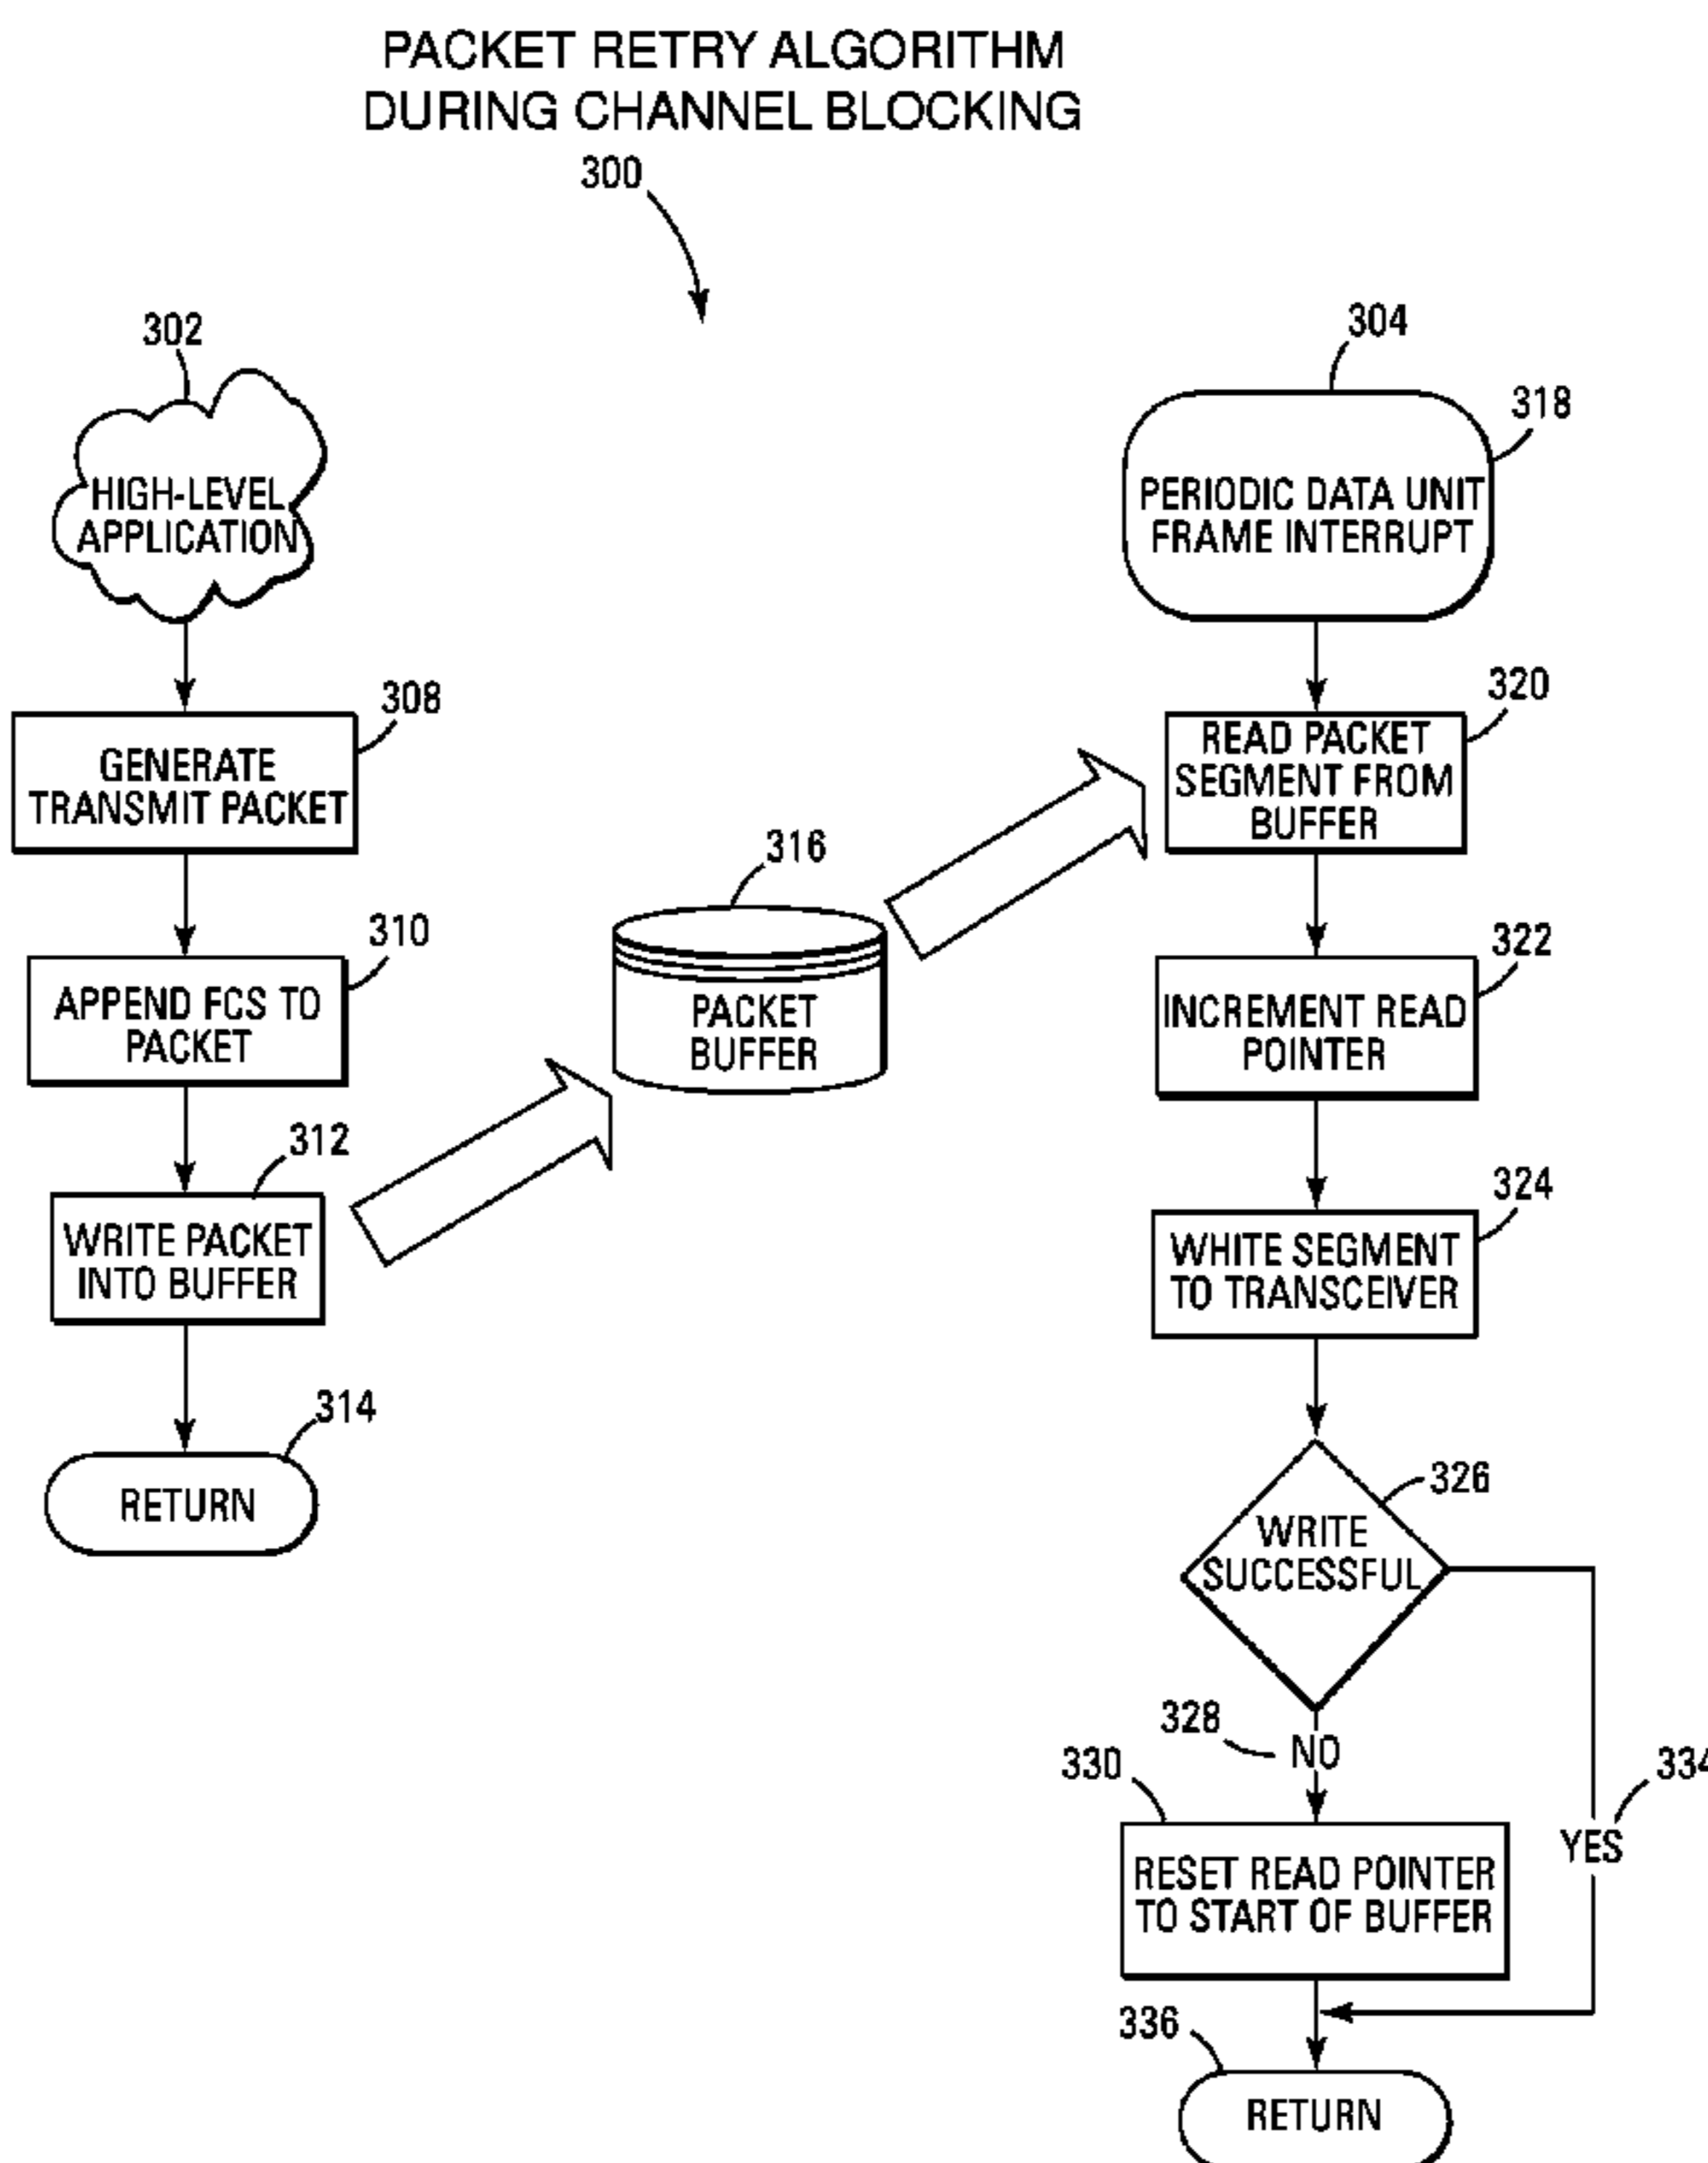 PACKET RETRY ALGORITHM
DURING CHANNEL BLOCKING
300
302
HIGH-LEVEL
APPLICATION
308
GENERATE
TRANSMIT PACKET
310
APPEND FCS TO
PACKET
312
WRITE PACKET
INTO BUFFER
314
RETURN
316
PACKET
BUFFER
304
318
PERIODIC DATA UNIT
FRAME INTERRUPT
320
READ PACKET
SEGMENT FROM
BUFFER
322
INCREMENT READ
POINTER
324
WHITE SEGMENT
TO TRANSCEIVER
326
WRITE
SUCCESSFUL
328
NO
330
334
YES
RESET READ POINTER
TO START OF BUFFER
336
RETURN